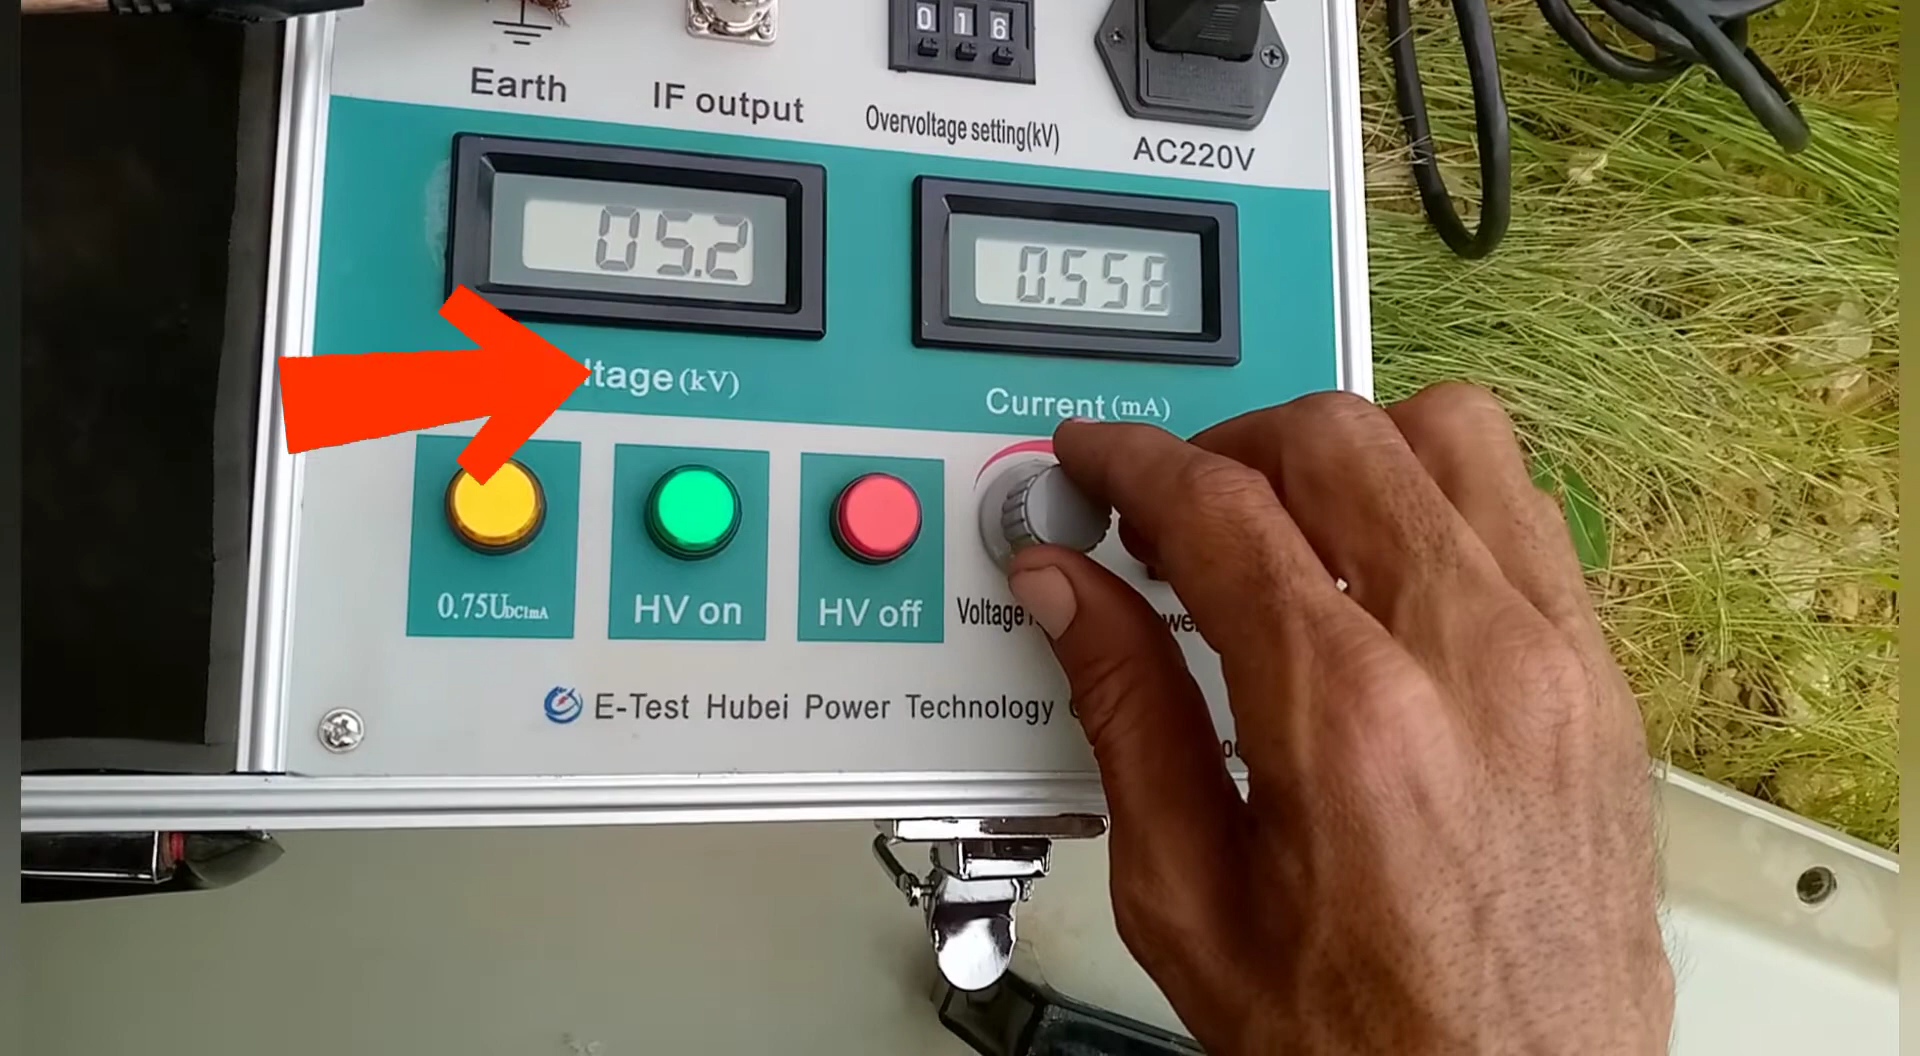 016
Earth
IF output
Overvoltage setting(kV)
AC220V
05.2
0.558
ltage (kV)
Current (mA)
0.75UDC1mA
HV on
HV off
Voltage
E-Test Hubei Power Technology